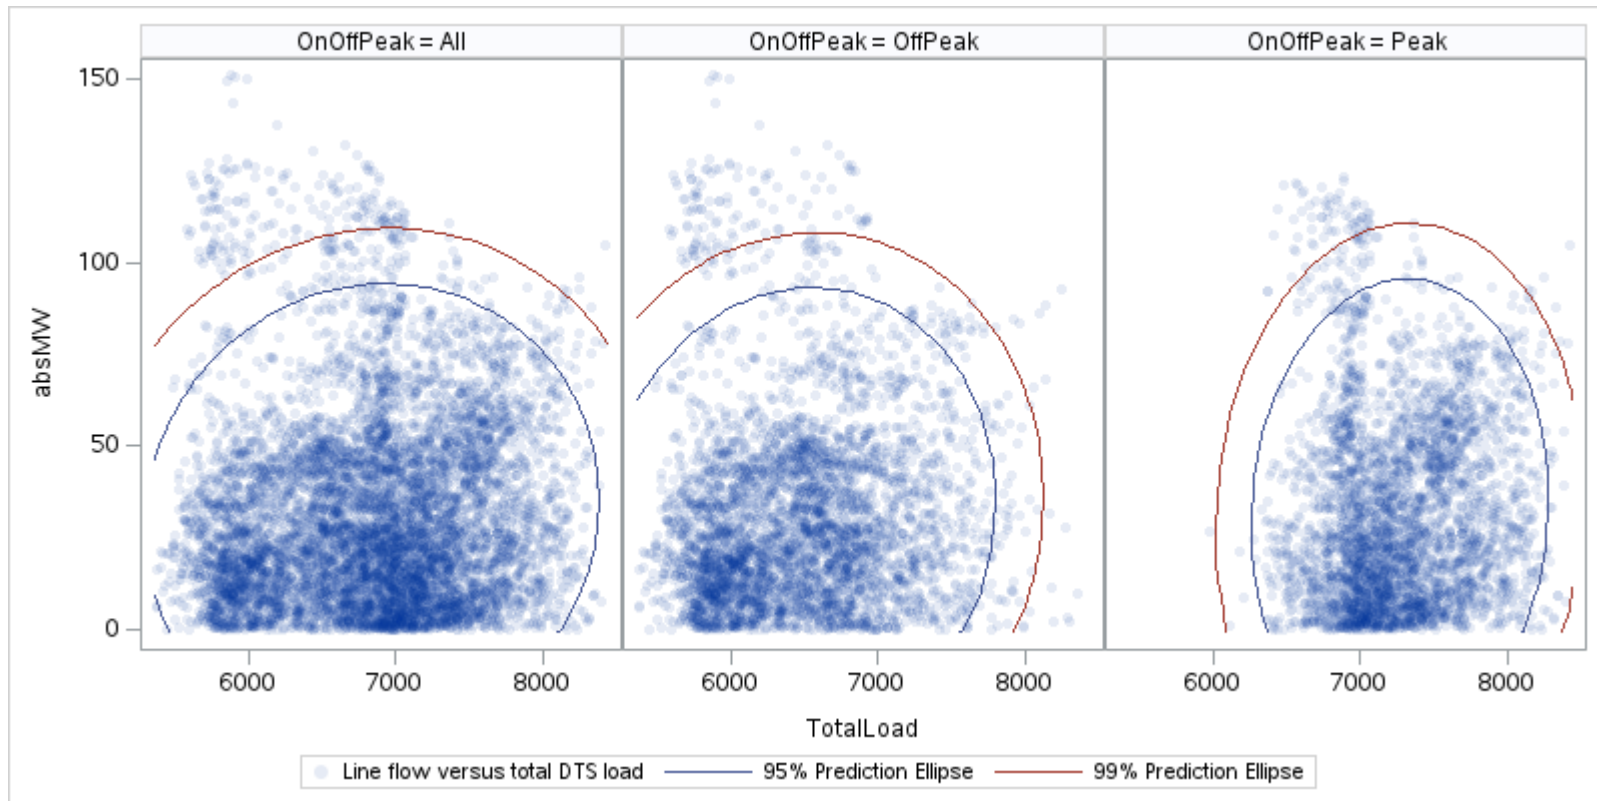 OnOffPeak = All OnOffPeak = OffPeak OnOffPeak = Peak
150
100
50
0
absMW
6000 7000 8000 6000 7000 8000 6000 7000 8000
TotalLoad
Line flow versus total DTS load 95% Prediction Ellipse 99% Prediction Ellipse